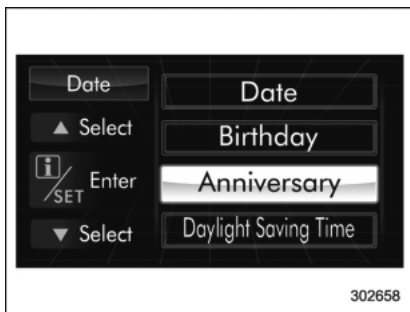 Date
▲ Select
i/SET Enter
▼ Select
Date
Birthday
Anniversary
Daylight Saving Time
302658